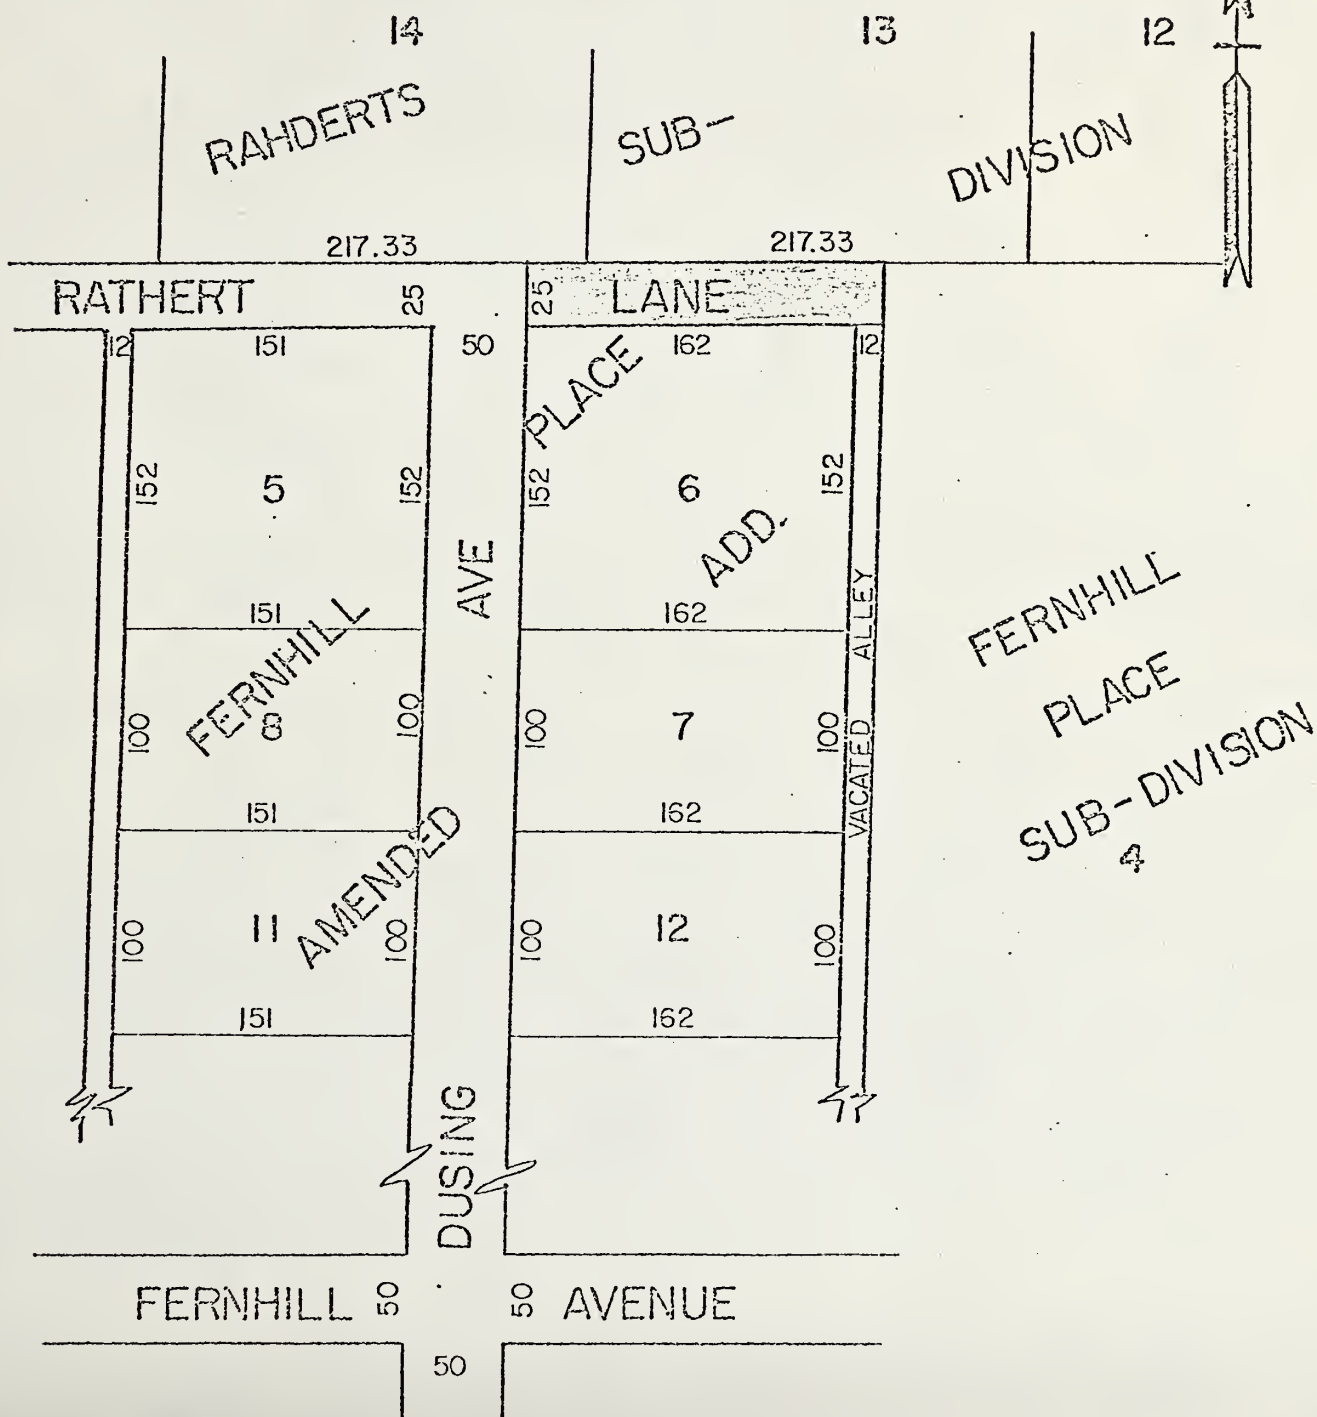 14 13 12
RAHDERTS SUB- DIVISION
217.33 217.33
RATHERT 25 25 LANE
12 151 50 162 12
PLACE
152 5 152 152 6 152
ADD.
AVE
151 162
FERNHILL
100 8 100 100 7 100
VACATED ALLEY
151 162
AMENDED
100 11 100 100 12 100
151 162
DUSING
FERNHILL
PLACE
SUB-DIVISION
4
FERNHILL 50 50 AVENUE
50